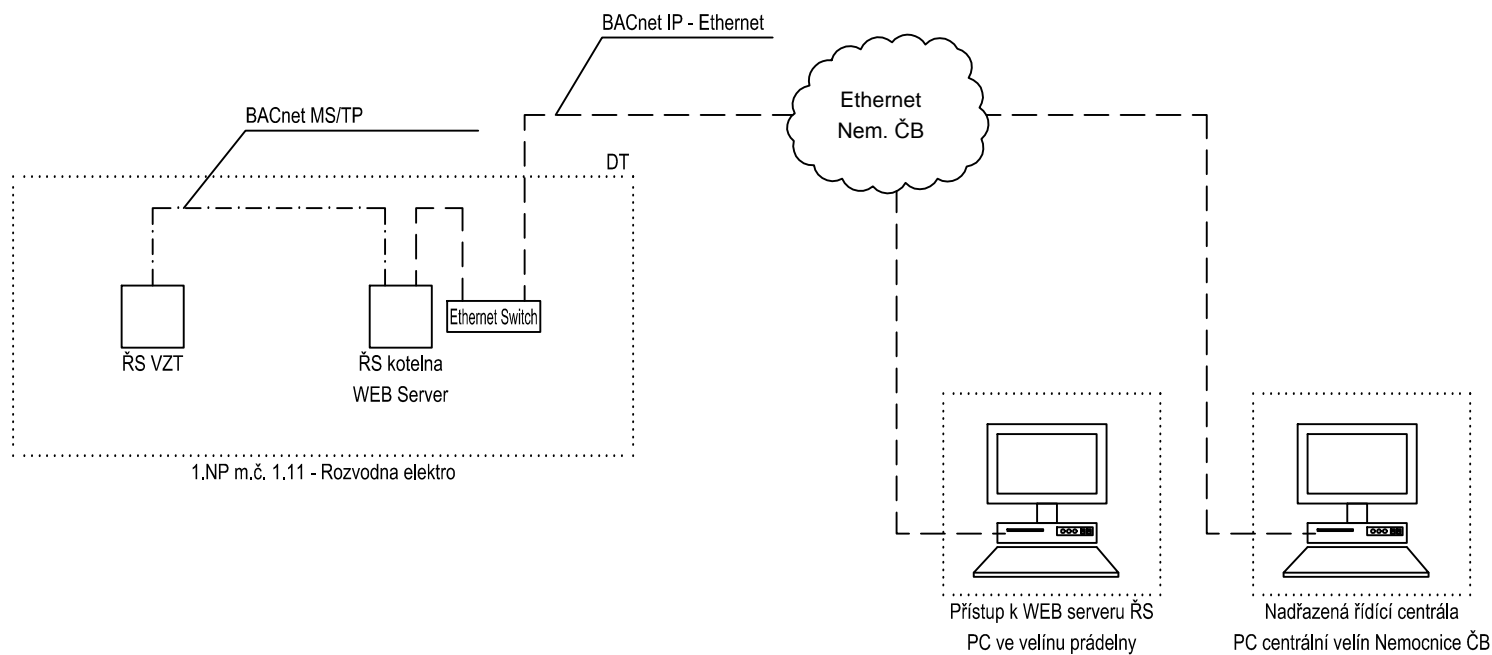 BACnet IP - Ethernet
BACnet MS/TP
Ethernet
Nem. ČB
DT
Ethernet Switch
ŘS VZT
ŘS kotelna
WEB Server
1.NP m.č. 1.11 - Rozvodna elektro
Přístup k WEB serveru ŘS
PC ve velínu prádelny
Nadřazená řídící centrála
PC centrální velín Nemocnice ČB